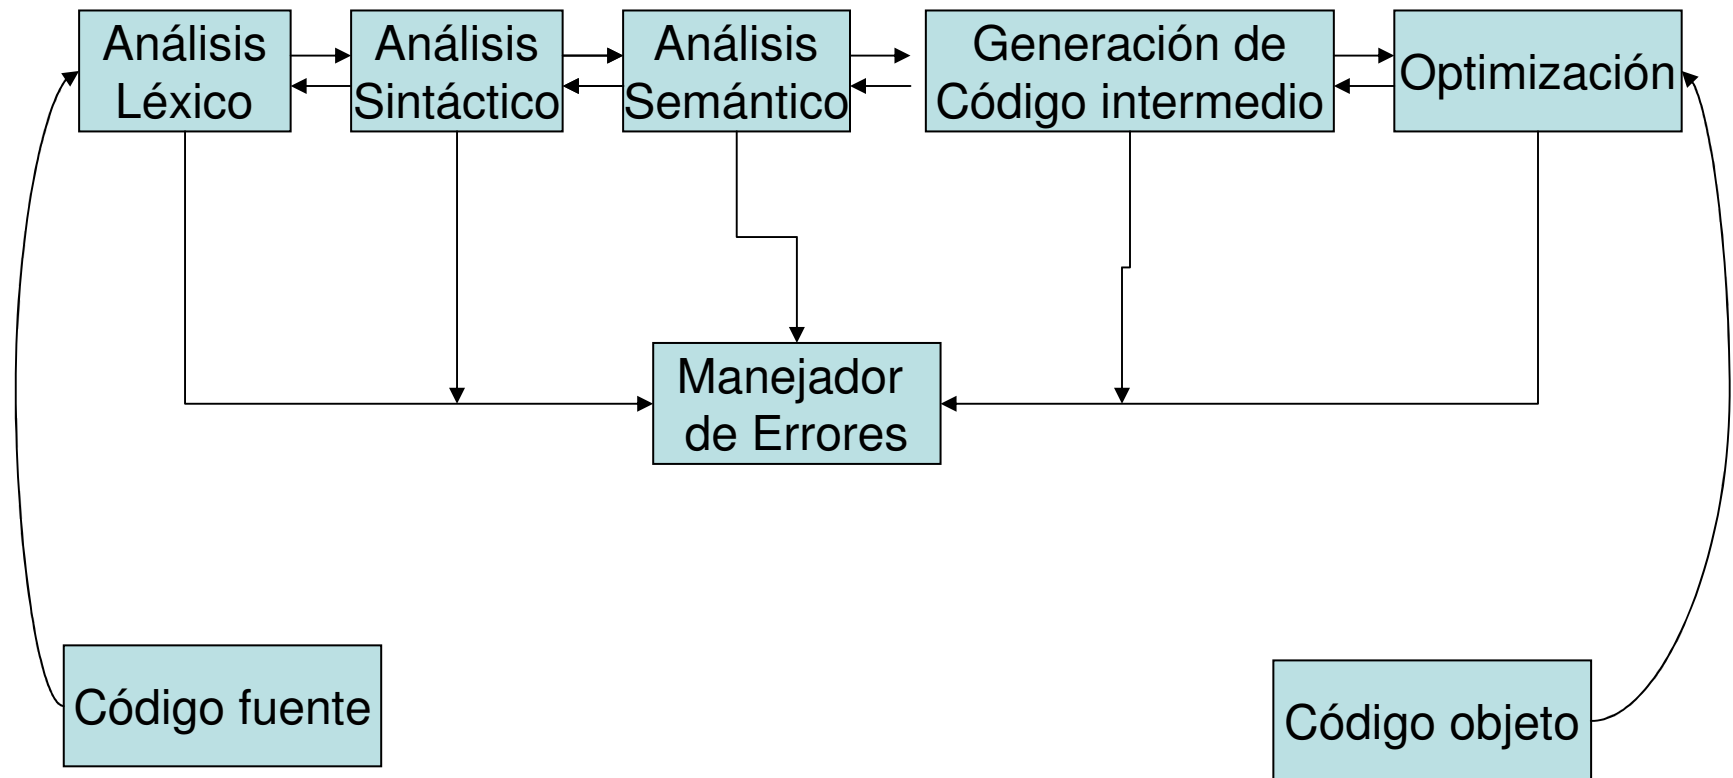 Análisis
Léxico
Análisis
Sintáctico
Análisis
Semántico
Generación de
Código intermedio
Optimización
Manejador
de Errores
Código fuente
Código objeto